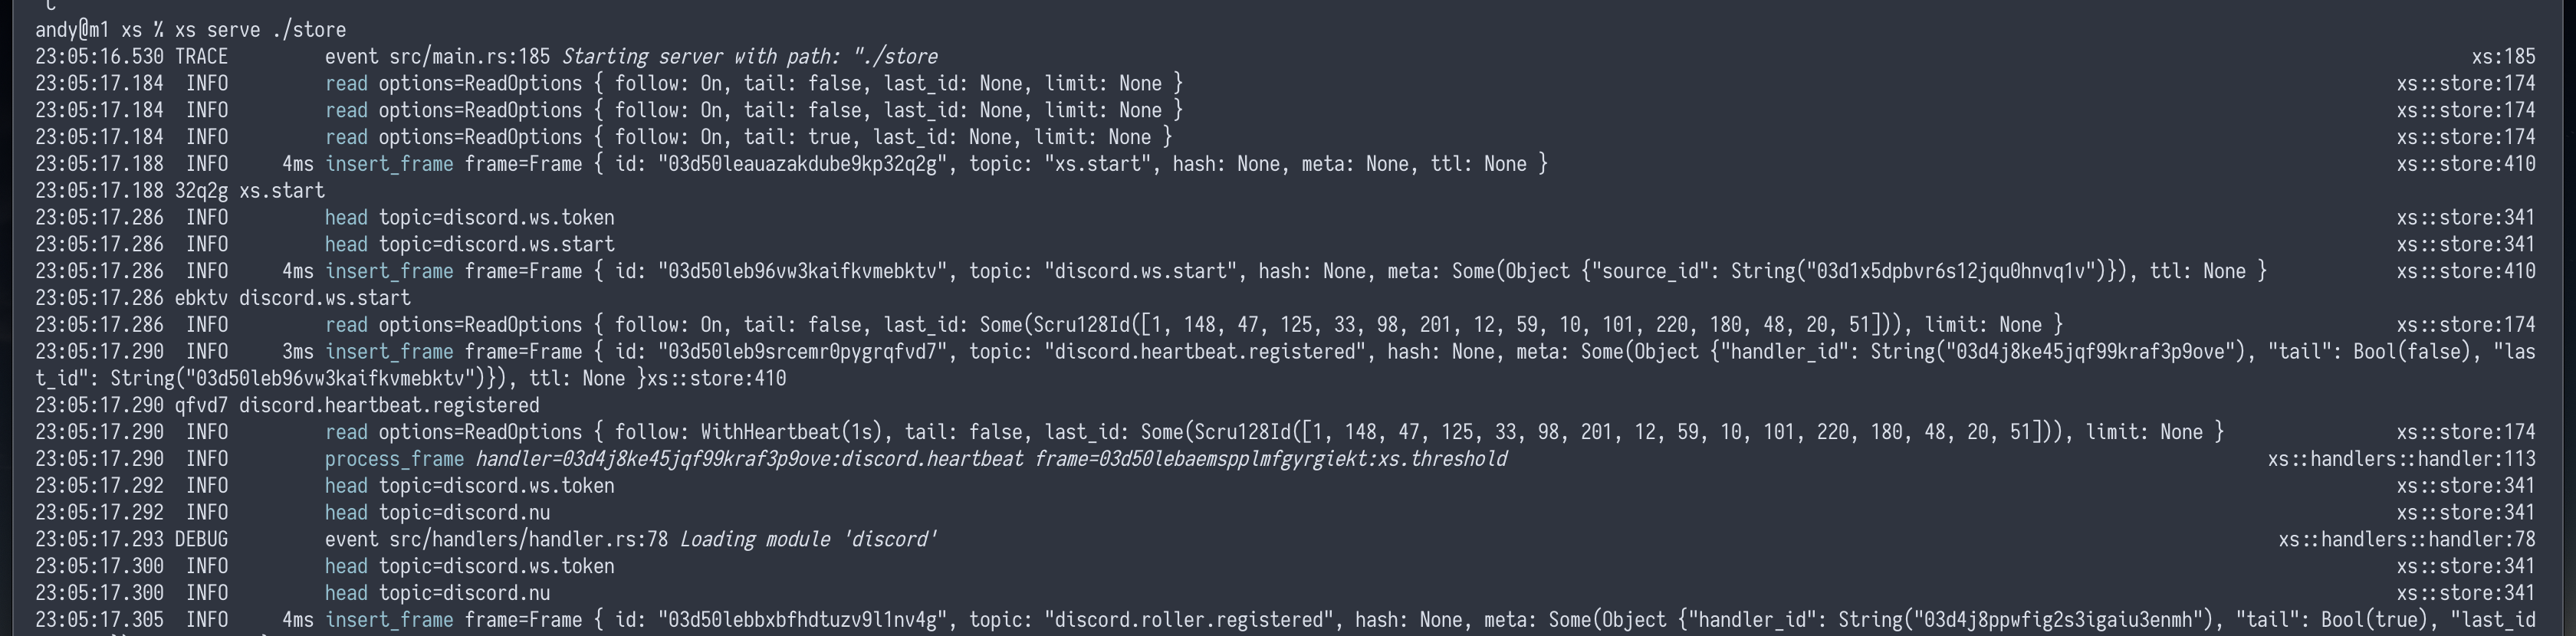 andy@m1 xs % xs serve ./store
23:05:16.530 TRACE event src/main.rs:185 Starting server with path: "./store xs:185
23:05:17.184 INFO read options=ReadOptions { follow: On, tail: false, last_id: None, limit: None } xs::store:174
23:05:17.184 INFO read options=ReadOptions { follow: On, tail: false, last_id: None, limit: None } xs::store:174
23:05:17.184 INFO read options=ReadOptions { follow: On, tail: true, last_id: None, limit: None } xs::store:174
23:05:17.188 INFO 4ms insert_frame frame=Frame { id: "03d50leauazakdube9kp32q2g", topic: "xs.start", hash: None, meta: None, ttl: None } xs::store:410
23:05:17.188 32q2g xs.start
23:05:17.286 INFO head topic=discord.ws.token xs::store:341
23:05:17.286 INFO head topic=discord.ws.start xs::store:341
23:05:17.286 INFO 4ms insert_frame frame=Frame { id: "03d50leb96vw3kaifkvmebktv", topic: "discord.ws.start", hash: None, meta: Some(Object {"source_id": String("03d1x5dpbvr6s12jqu0hnvq1v")}), ttl: None } xs::store:410
23:05:17.286 ebktv discord.ws.start
23:05:17.286 INFO read options=ReadOptions { follow: On, tail: false, last_id: Some(Scru128Id([1, 148, 47, 125, 33, 98, 201, 12, 59, 10, 101, 220, 180, 48, 20, 51])), limit: None } xs::store:174
23:05:17.290 INFO 3ms insert_frame frame=Frame { id: "03d50leb9srcemr0pygrqfvd7", topic: "discord.heartbeat.registered", hash: None, meta: Some(Object {"handler_id": String("03d4j8ke45jqf99kraf3p9ove"), "tail": Bool(false), "las
t_id": String("03d50leb96vw3kaifkvmebktv")}), ttl: None }xs::store:410
23:05:17.290 qfvd7 discord.heartbeat.registered
23:05:17.290 INFO read options=ReadOptions { follow: WithHeartbeat(1s), tail: false, last_id: Some(Scru128Id([1, 148, 47, 125, 33, 98, 201, 12, 59, 10, 101, 220, 180, 48, 20, 51])), limit: None } xs::store:174
23:05:17.290 INFO process_frame handler=03d4j8ke45jqf99kraf3p9ove:discord.heartbeat frame=03d50lebaemspplmfgyrgiekt:xs.threshold xs::handlers::handler:113
23:05:17.292 INFO head topic=discord.ws.token xs::store:341
23:05:17.292 INFO head topic=discord.nu xs::store:341
23:05:17.293 DEBUG event src/handlers/handler.rs:78 Loading module 'discord' xs::handlers::handler:78
23:05:17.300 INFO head topic=discord.ws.token xs::store:341
23:05:17.300 INFO head topic=discord.nu xs::store:341
23:05:17.305 INFO 4ms insert_frame frame=Frame { id: "03d50lebbxbfhdtuzv9l1nv4g", topic: "discord.roller.registered", hash: None, meta: Some(Object {"handler_id": String("03d4j8ppwfig2s3igaiu3enmh"), "tail": Bool(true), "last_id